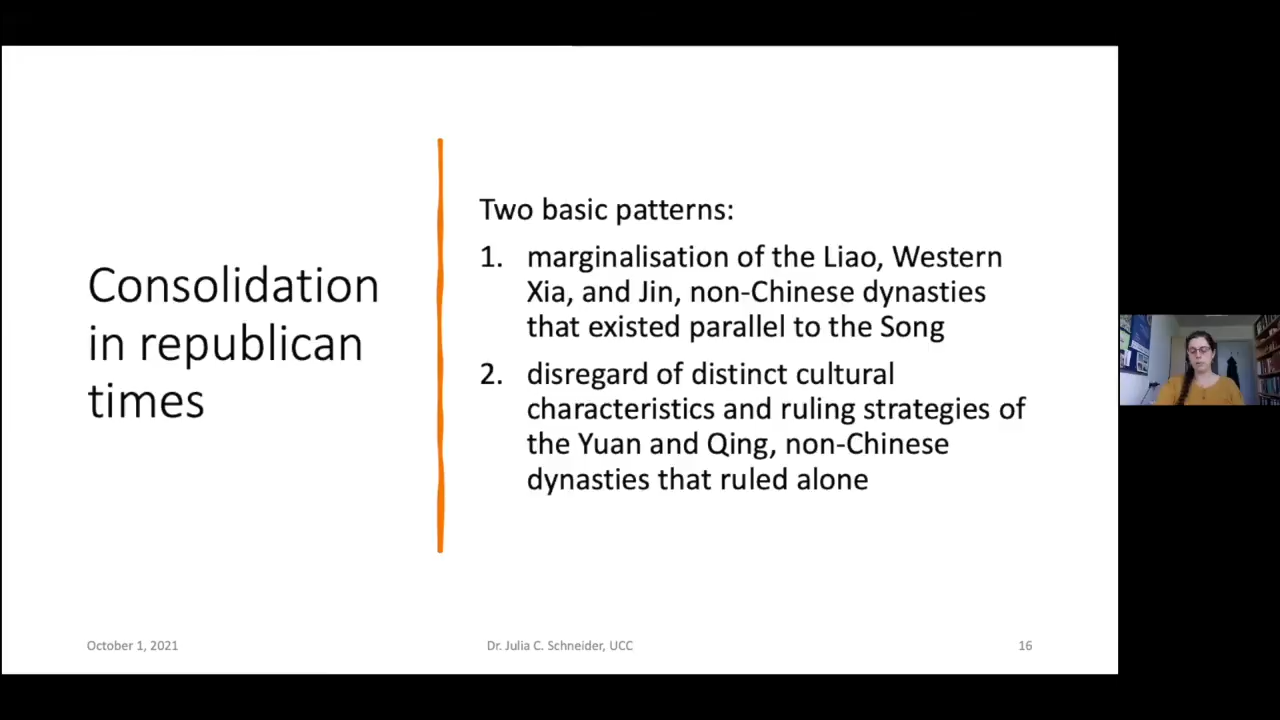 Consolidation
in republican
times
Two basic patterns:
1. marginalisation of the Liao, Western
Xia, and Jin, non-Chinese dynasties
that existed parallel to the Song
2. disregard of distinct cultural
characteristics and ruling strategies of
the Yuan and Qing, non-Chinese
dynasties that ruled alone
October 1, 2021
Dr. Julia C. Schneider, UCC
16